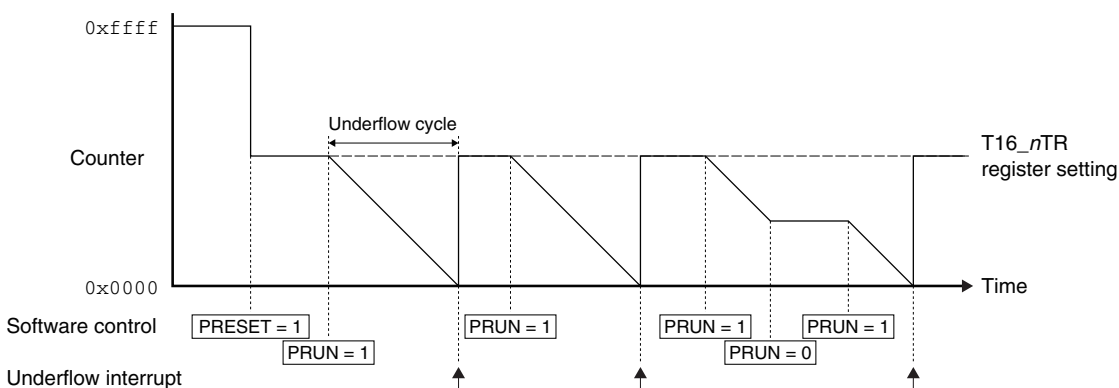 0xffff
Underflow cycle
Counter
T16_nTR
register setting
0x0000
Time
Software control
PRESET = 1
PRUN = 1
PRUN = 1
PRUN = 1
PRUN = 0
PRUN = 1
Underflow interrupt